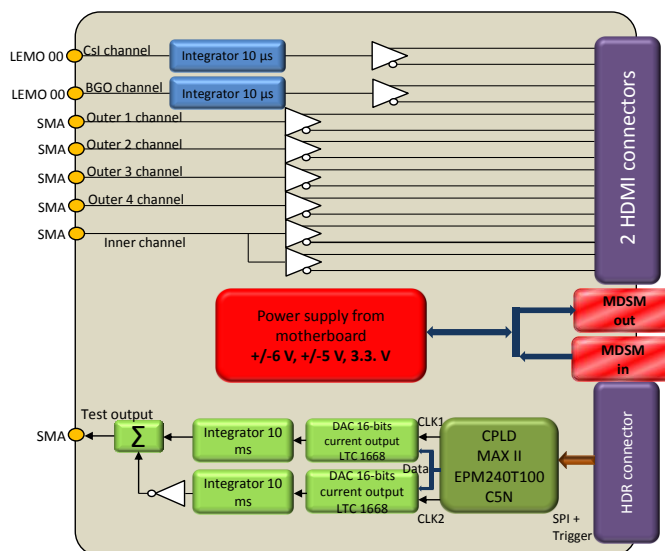 CsI channel
LEMO 00
Integrator 10 µs
BGO channel
LEMO 00
Integrator 10 µs
Outer 1 channel
SMA
Outer 2 channel
SMA
Outer 3 channel
SMA
Outer 4 channel
SMA
SMA
Inner channel
2 HDMI connectors
Power supply from
motherboard
+/-6 V, +/-5 V, 3.3. V
MDSM
out
MDSM
in
Test output
SMA
Σ
Integrator 10
ms
DAC 16-bits
current output
LTC 1668
CLK1
Data
Integrator 10
ms
DAC 16-bits
current output
LTC 1668
CLK2
CPLD
MAX II
EPM240T100
C5N
SPI +
Trigger
HDR connector